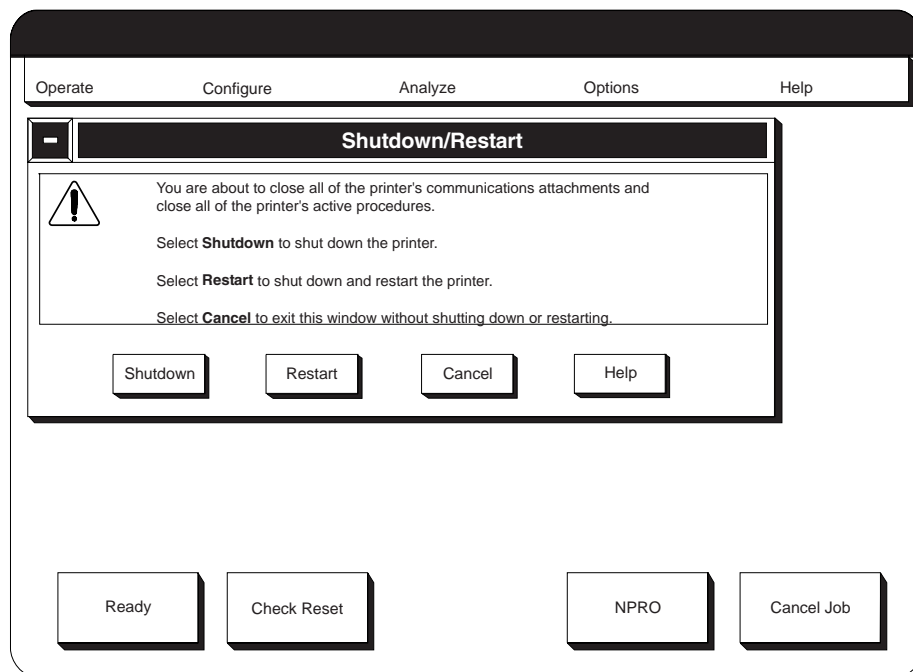 Operate Configure Analyze Options Help
Shutdown/Restart
You are about to close all of the printer's communications attachments and
close all of the printer's active procedures.
Select Shutdown to shut down the printer.
Select Restart to shut down and restart the printer.
Select Cancel to exit this window without shutting down or restarting.
Shutdown Restart Cancel Help
Ready Check Reset NPRO Cancel Job